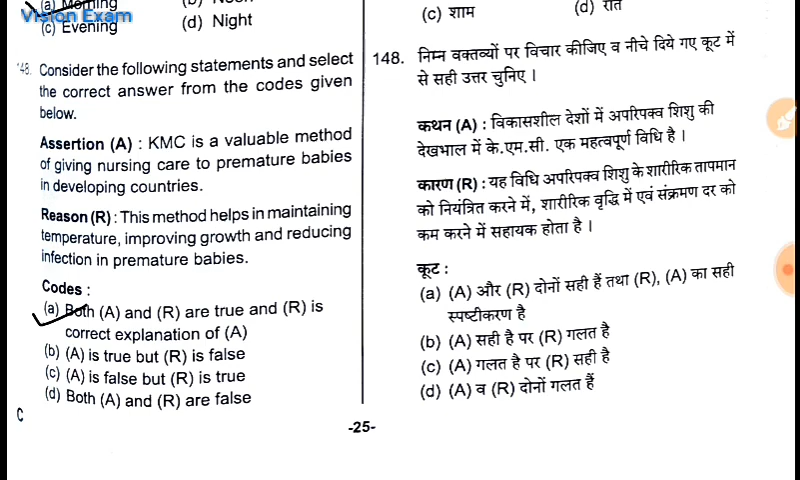 (a) Morning
Vision Exam
(c) Evening
(d) Night
148. Consider the following statements and select
the correct answer from the codes given
below.
Assertion (A) : KMC is a valuable method
of giving nursing care to premature babies
in developing countries.
Reason (R) : This method helps in maintaining
temperature, improving growth and reducing
infection in premature babies.
Codes :
(a) Both (A) and (R) are true and (R) is
correct explanation of (A)
(b) (A) is true but (R) is false
(c) (A) is false but (R) is true
(d) Both (A) and (R) are false
C
(c) शाम
(d) रात
148. निम्न वक्तव्यों पर विचार कीजिए व नीचे दिये गए कूट में
से सही उत्तर चुनिए ।
कथन (A) : विकासशील देशों में अपरिपक्व शिशु की
देखभाल में के.एम.सी. एक महत्वपूर्ण विधि है ।
कारण (R) : यह विधि अपरिपक्व शिशु के शारीरिक तापमान
को नियंत्रित करने में, शारीरिक वृद्धि में एवं संक्रमण दर को
कम करने में सहायक होता है ।
कूट :
(a) (A) और (R) दोनों सही हैं तथा (R), (A) का सही
स्पष्टीकरण है
(b) (A) सही है पर (R) गलत है
(c) (A) गलत है पर (R) सही है
(d) (A) व (R) दोनों गलत हैं
-25-